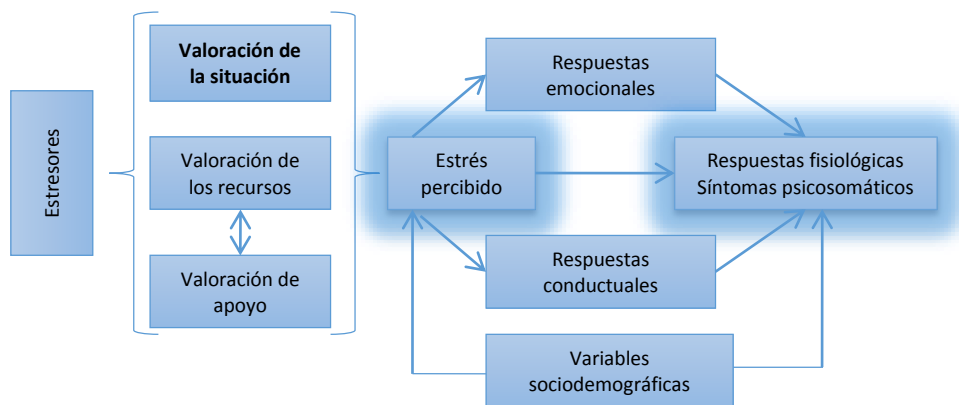 Estresores
Valoración de
la situación
Valoración de
los recursos
Valoración de
apoyo
Estrés
percibido
Respuestas
emocionales
Respuestas
conductuales
Variables
sociodemográficas
Respuestas fisiológicas
Síntomas psicosomáticos